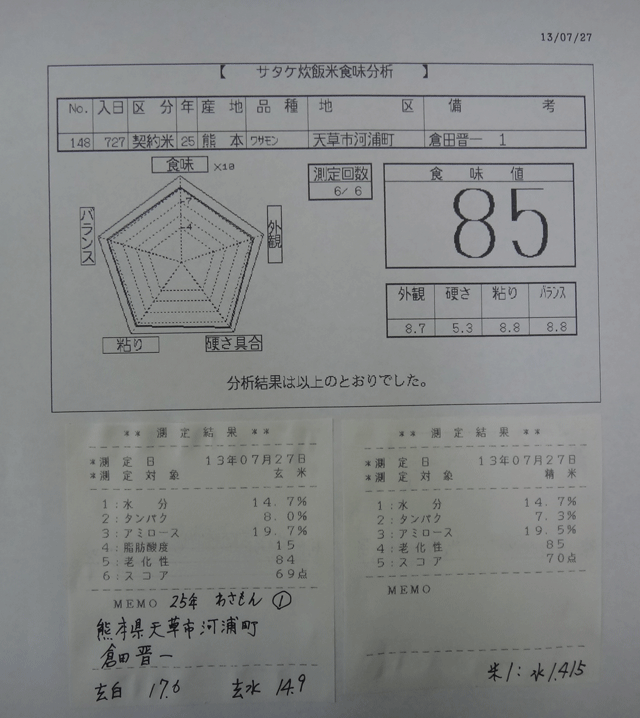 13/07/27
【 サタケ炊飯米食味分析 】
No. 入日 区分 年 産地 品種 地区 備考
148 727 契約米 25 熊本 ワサモン 天草市河浦町 倉田晋一 1
食味 ×10
7
4
バランス
外観
粘り
硬さ具合
測定回数
6/ 6
食味値
85
外観 硬さ 粘り バランス
8.7 5.3 8.8 8.8
分析結果は以上のとおりでした。
** 測定結果 **
*測定日 13年07月27日
*測定対象 玄米
1:水分 14.7%
2:タンパク 8.0%
3:アミロース 19.7%
4:脂肪酸度 15
5:老化性 84
6:スコア 69点
MEMO 25年 わさもん ①
熊本県天草市河浦町
倉田晋一
玄白 17.6 玄水 14.9
** 測定結果 **
*測定日 13年07月27日
*測定対象 精米
1:水分 14.7%
2:タンパク 7.3%
3:アミロース 19.5%
4:老化性 85
5:スコア 70点
MEMO
米1:水1.415